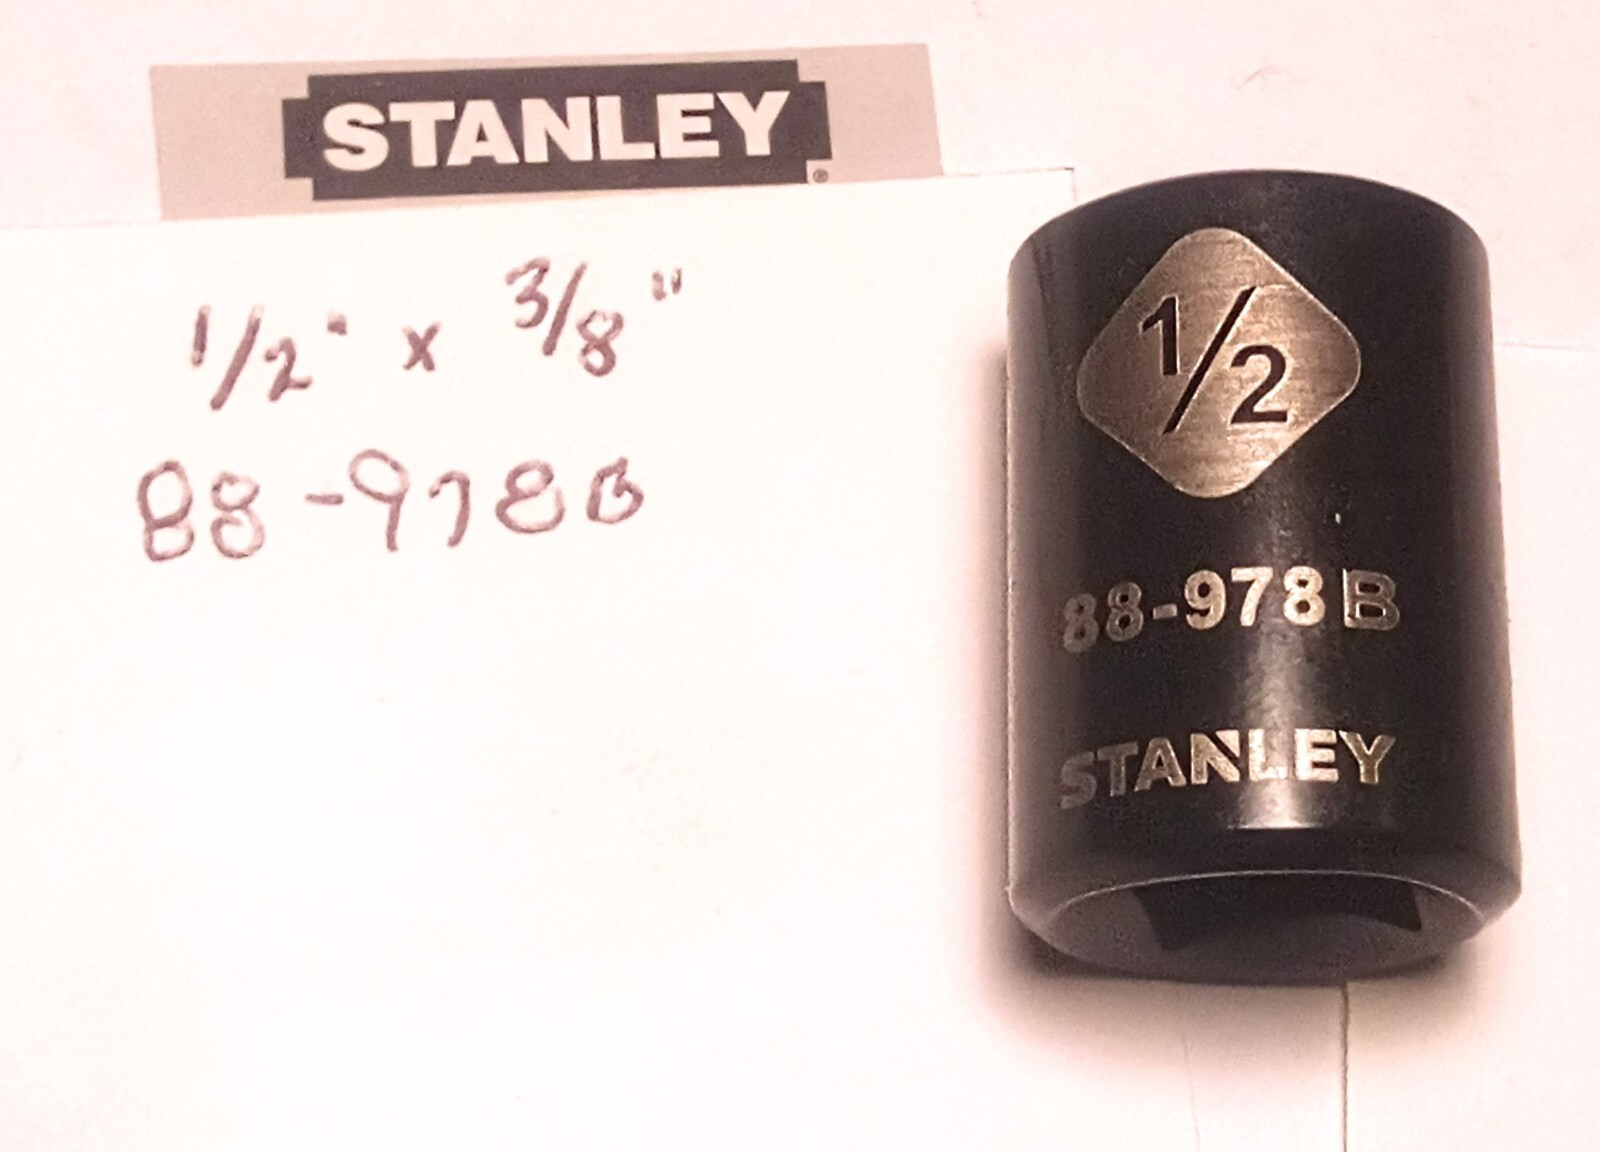 STANLEY®
1/2" x 3/8"
88-978B
1/2
88-978B
STANLEY